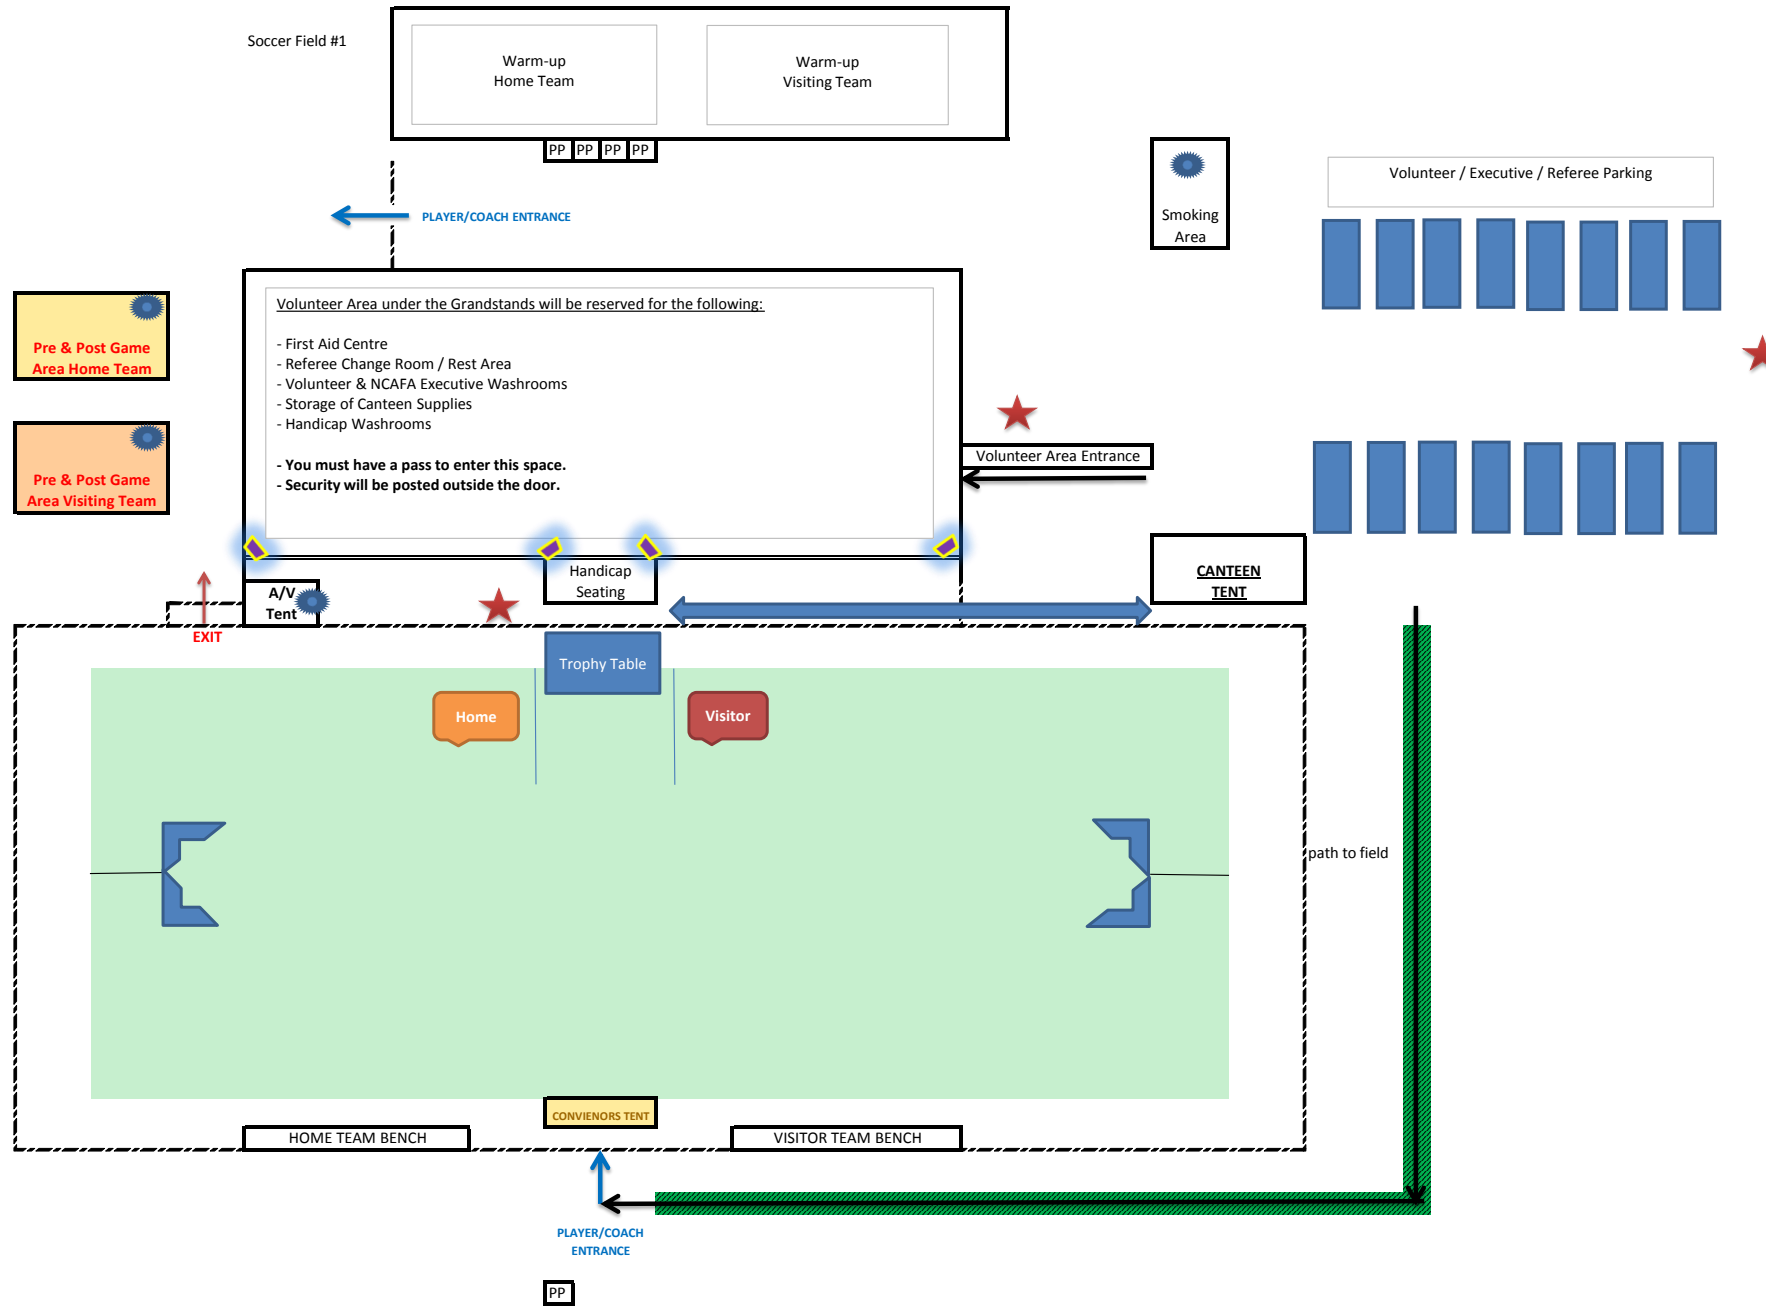 Soccer Field #1
Warm-up
Home Team
Warm-up
Visiting Team
PP PP PP PP
Smoking
Area
Volunteer / Executive / Referee Parking
PLAYER/COACH ENTRANCE
Pre & Post Game
Area Home Team
Pre & Post Game
Area Visiting Team
Volunteer Area under the Grandstands will be reserved for the following:
- First Aid Centre
- Referee Change Room / Rest Area
- Volunteer & NCAFA Executive Washrooms
- Storage of Canteen Supplies
- Handicap Washrooms
- You must have a pass to enter this space.
- Security will be posted outside the door.
Volunteer Area Entrance
Handicap
Seating
CANTEEN
TENT
A/V
Tent
EXIT
Trophy Table
Home
Visitor
path to field
CONVIENORS TENT
HOME TEAM BENCH
VISITOR TEAM BENCH
PLAYER/COACH
ENTRANCE
PP